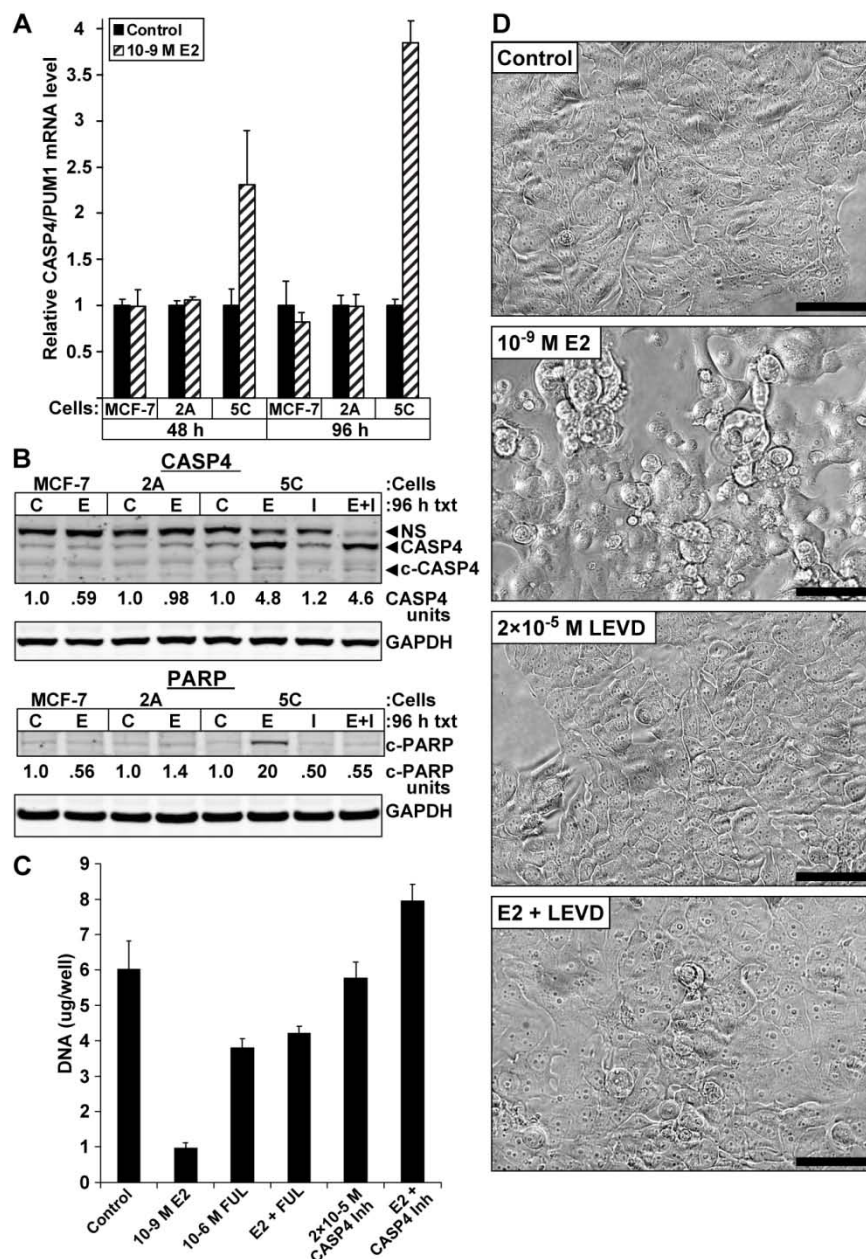 A
Control
10-9 M E2
Relative CASP4/PUM1 mRNA level
4
3.5
3
2.5
2
1.5
1
0.5
Cells: MCF-7 2A 5C MCF-7 2A 5C
48 h 96 h
B
CASP4
MCF-7 2A 5C :Cells
C E C E C E I E+I :96 h txt
◄NS
◄CASP4
◄c-CASP4
1.0 .59 1.0 .98 1.0 4.8 1.2 4.6 CASP4 units
GAPDH
PARP
MCF-7 2A 5C :Cells
C E C E C E I E+I :96 h txt
c-PARP
1.0 .56 1.0 1.4 1.0 20 .50 .55 c-PARP units
GAPDH
C
DNA (ug/well)
9
8
7
6
5
4
3
2
1
0
Control
10-9 M E2
10-6 M FUL
E2 + FUL
2×10-5 M CASP4 Inh
E2 + CASP4 Inh
D
Control
10⁻⁹ M E2
2×10⁻⁵ M LEVD
E2 + LEVD